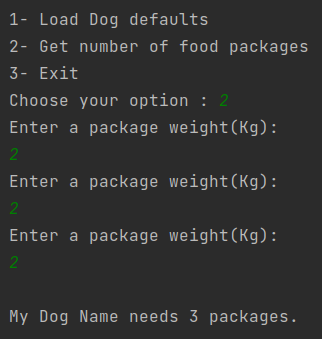 1- Load Dog defaults
2- Get number of food packages
3- Exit
Choose your option : 2
Enter a package weight(Kg):
2
Enter a package weight(Kg):
2
Enter a package weight(Kg):
2
My Dog Name needs 3 packages.